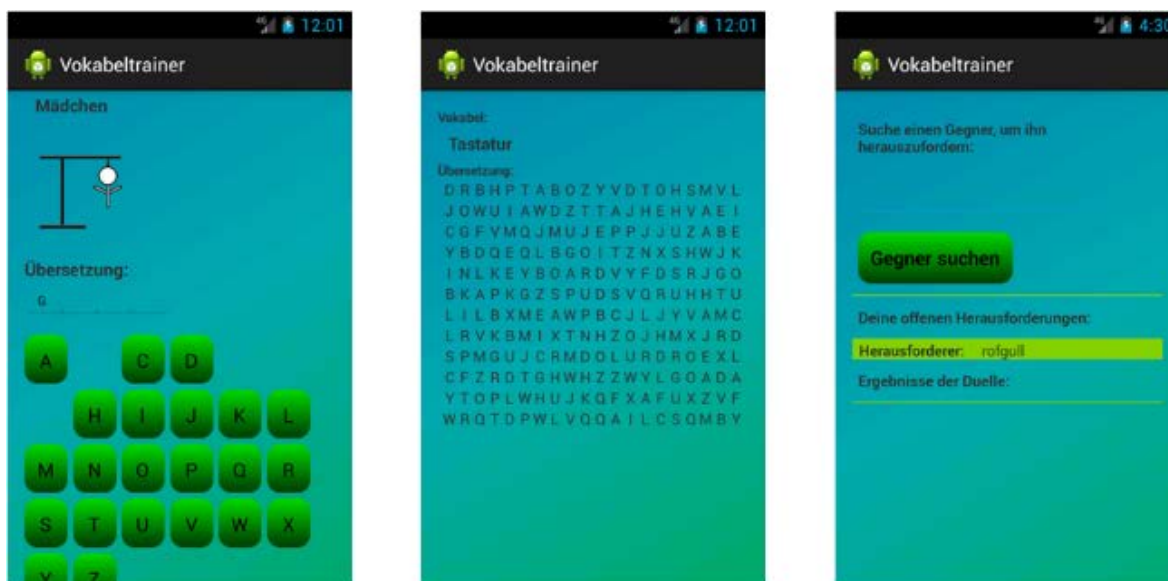 12:01
Vokabeltrainer
Mädchen
Übersetzung:
G
A C D
H I J K L
M N O P Q R
S T U V W X
Y Z
12:01
Vokabeltrainer
Vokabel:
Tastatur
Übersetzung:
D R B H P T A B O Z Y V D T O H S M V L
J O W U I A W D Z T T A J H E H V A E I
C G F Y M Q J M U J E P P J J U Z A B E
Y B D Q E Q L B G O I T Z N X S H W J K
I N L K E Y B O A R D V Y F D S R J G O
B K A P K G Z S P U D S V Q R U H H T U
L I L B X M E A W P B C J L J Y V A M C
L R V K B M I X T N H Z O J H M X J R D
S P M G U J C R M D O L U R D R O E X L
C F Z R D T G H W H Z Z W Y L G O A D A
Y T O P L W H U J K Q F X A F U X Z V F
W R Q T D P W L V Q Q A I L C S Q M B Y
4:30
Vokabeltrainer
Suche einen Gegner, um ihn
herauszufordern:
Gegner suchen
Deine offenen Herausforderungen:
Herausforderer: rofgull
Ergebnisse der Duelle: